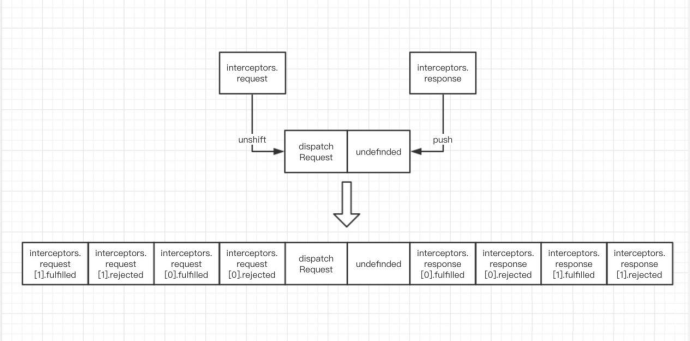 interceptors.
request
interceptors.
response
unshift
push
dispatch
Request
undefinded
interceptors.
request
[1].fulfilled
interceptors.
request
[1].rejected
interceptors.
request
[0].fulfilled
interceptors.
request
[0].rejected
dispatch
Request
undefinded
interceptors.
response
[0].fulfilled
interceptors.
response
[0].rejected
interceptors.
response
[1].fulfilled
interceptors.
response
[1].rejected